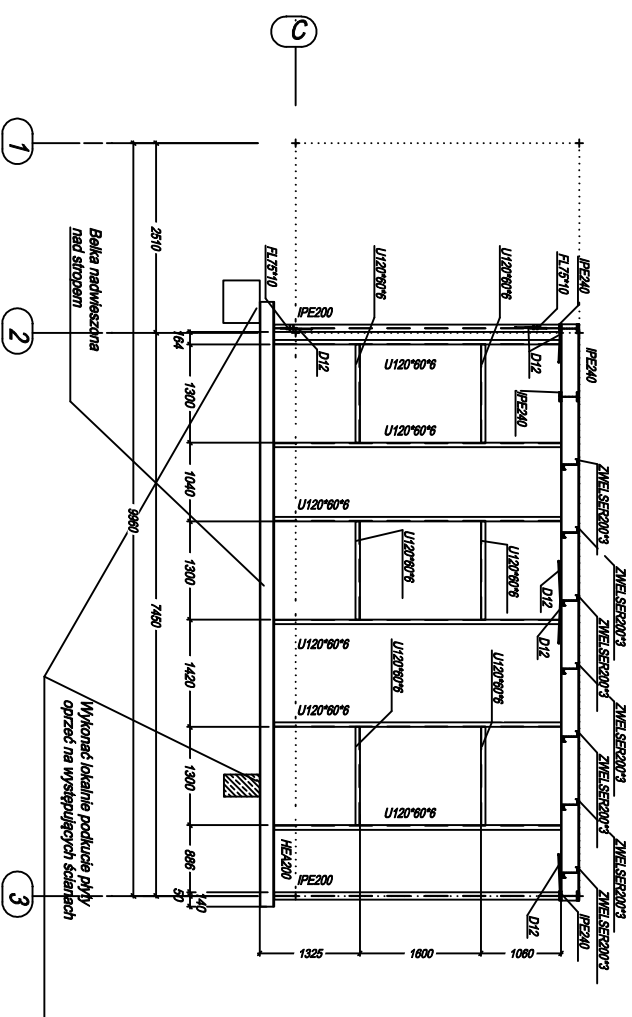 C
1
2
3
2510
9960
7460
164
1300
1040
1300
1420
1300
886
50
140
Belka nadwieszona
nad stropem
Wykonać lokalnie podkucie płyty
oprzeć na występujących ścianach
FL75*10
U120*60*6
U120*60*6
FL75*10
IPE240
IPE200
D12
D12
IPE240
IPE240
U120*60*6
U120*60*6
U120*60*6
U120*60*6
U120*60*6
U120*60*6
U120*60*6
U120*60*6
U120*60*6
U120*60*6
D12
D12
D12
HEA200
IPE200
IPE240
ZWELSER200*3
ZWELSER200*3
ZWELSER200*3
ZWELSER200*3
ZWELSER200*3
ZWELSER200*3
ZWELSER200*3
1325
1600
1060